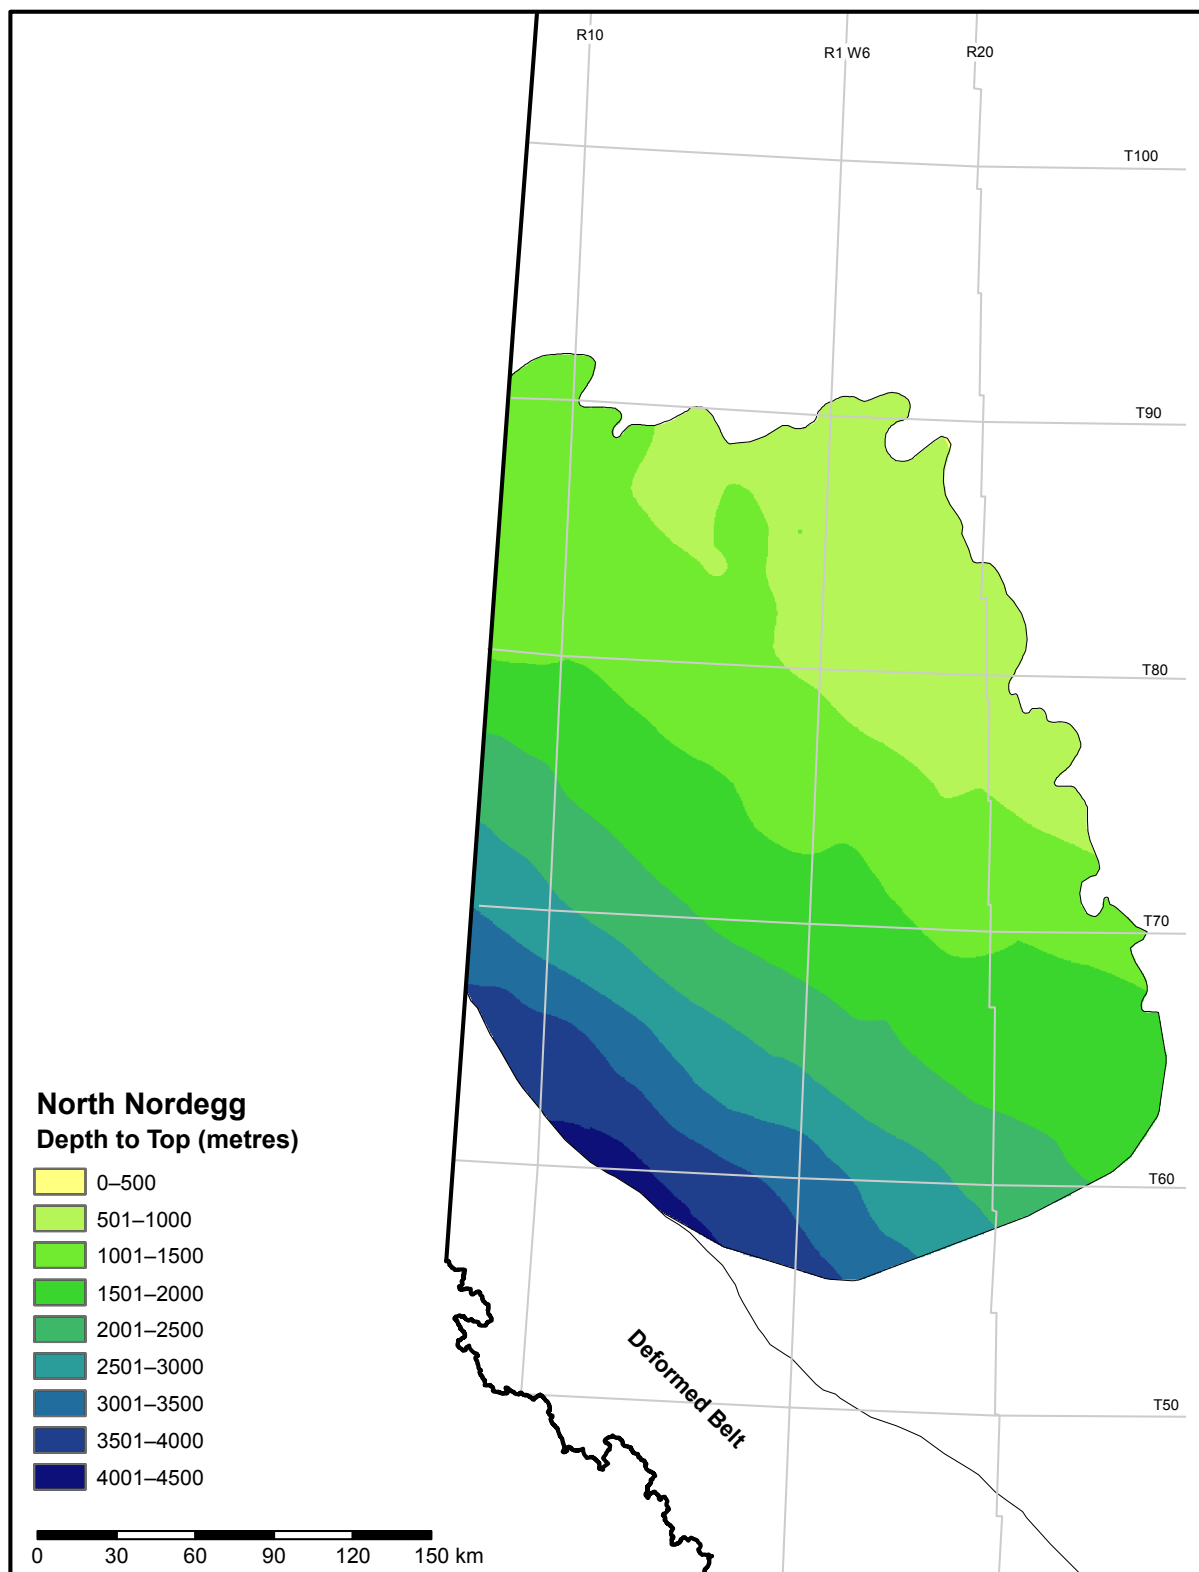 R10
R1 W6
R20
T100
T90
T80
T70
T60
T50
Deformed Belt
North Nordegg
Depth to Top (metres)
0–500
501–1000
1001–1500
1501–2000
2001–2500
2501–3000
3001–3500
3501–4000
4001–4500
0 30 60 90 120 150 km